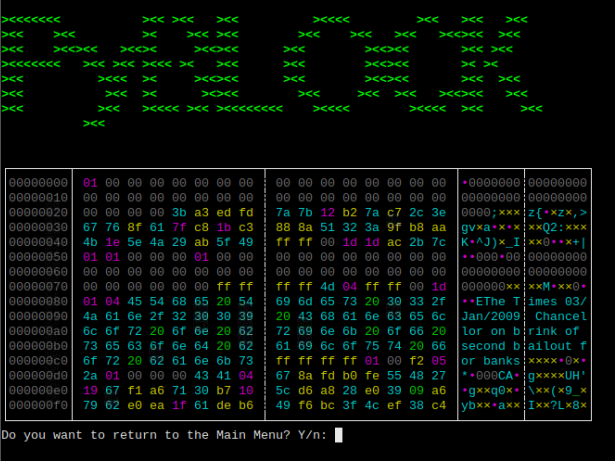 PyBLOCK
00000000 01 00 00 00 00 00 00 00 00 00 00 00 00 00 00 00 •0000000 00000000
00000010 00 00 00 00 00 00 00 00 00 00 00 00 00 00 00 00 00000000 00000000
00000020 00 00 00 00 3b a3 ed fd 7a 7b 12 b2 7a c7 2c 3e 0000;××× z{•×z×,>
00000030 67 76 8f 61 7f c8 1b c3 88 8a 51 32 3a 9f b8 aa gv×a•×•× ××Q2:×××
00000040 4b 1e 5e 4a 29 ab 5f 49 ff ff 00 1d 1d ac 2b 7c K•^J)×_I ××0••×+|
00000050 01 01 00 00 00 01 00 00 00 00 00 00 00 00 00 00 ••000•00 00000000
00000060 00 00 00 00 00 00 00 00 00 00 00 00 00 00 00 00 00000000 00000000
00000070 00 00 00 00 00 00 ff ff ff ff 4d 04 ff ff 00 1d 000000×× ××M•××0•
00000080 01 04 45 54 68 65 20 54 69 6d 65 73 20 30 33 2f ••EThe T imes 03/
00000090 4a 61 6e 2f 32 30 30 39 20 43 68 61 6e 63 65 6c Jan/2009  Chancel
000000a0 6c 6f 72 20 6f 6e 20 62 72 69 6e 6b 20 6f 66 20 lor on b rink of 
000000b0 73 65 63 6f 6e 64 20 62 61 69 6c 6f 75 74 20 66 second b ailout f
000000c0 6f 72 20 62 61 6e 6b 73 ff ff ff ff 01 00 f2 05 or banks ××××•0ו
000000d0 2a 01 00 00 00 43 41 04 67 8a fd b0 fe 55 48 27 *•000CA• g××××UH'
000000e0 19 67 f1 a6 71 30 b7 10 5c d6 a8 28 e0 39 09 a6 •g××q0ו \××(×9_×
000000f0 79 62 e0 ea 1f 61 de b6 49 f6 bc 3f 4c ef 38 c4 yb××•a×× I××?L×8×
Do you want to return to the Main Menu? Y/n: